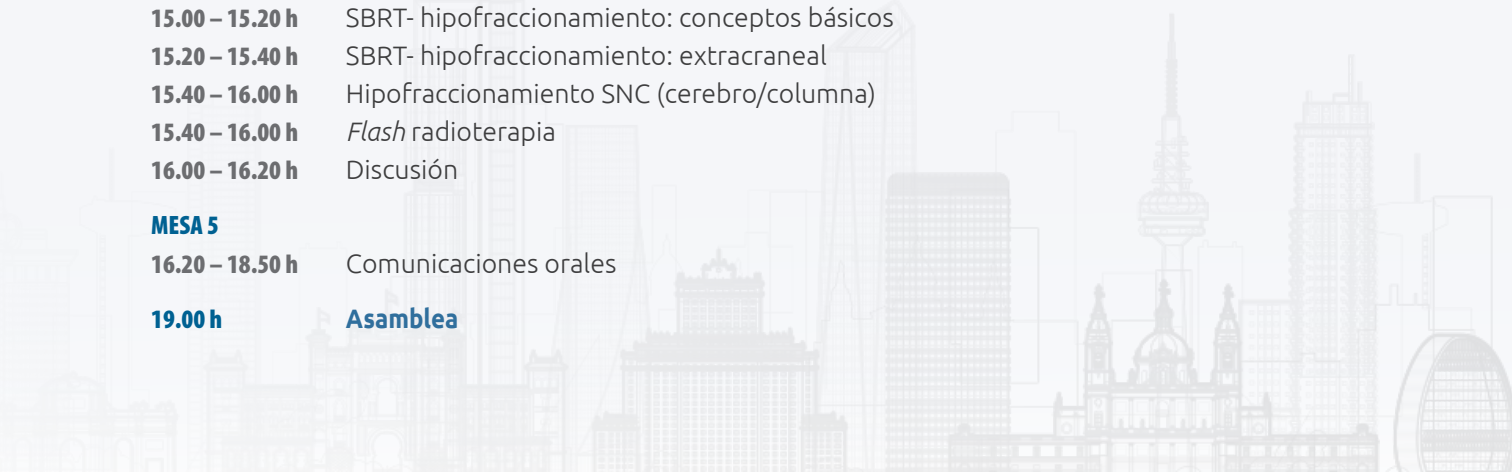 15.00 – 15.20 h SBRT- hipofraccionamiento: conceptos básicos
15.20 – 15.40 h SBRT- hipofraccionamiento: extracraneal
15.40 – 16.00 h Hipofraccionamiento SNC (cerebro/columna)
15.40 – 16.00 h Flash radioterapia
16.00 – 16.20 h Discusión
MESA 5
16.20 – 18.50 h Comunicaciones orales
19.00 h Asamblea